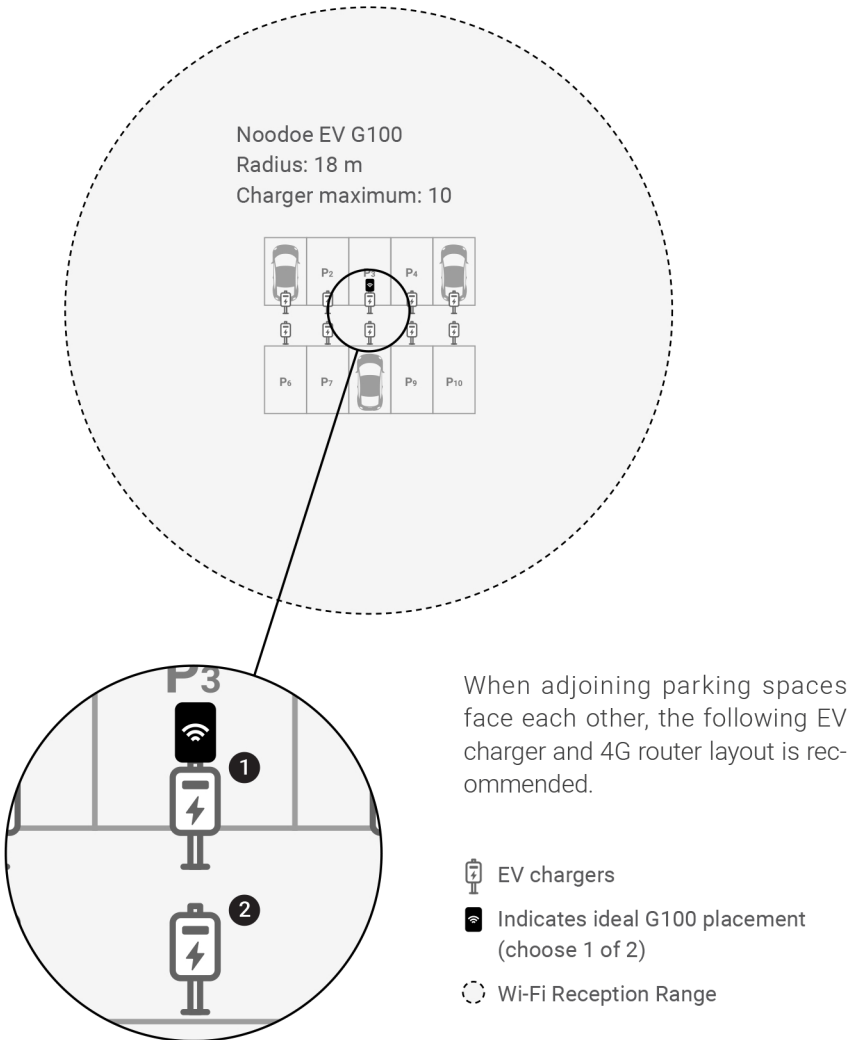 Noodoe EV G100
Radius: 18 m
Charger maximum: 10
P2
P3
P4
P6
P7
P9
P10
P3
1
2
When adjoining parking spaces
face each other, the following EV
charger and 4G router layout is rec-
ommended.
EV chargers
Indicates ideal G100 placement
(choose 1 of 2)
Wi-Fi Reception Range